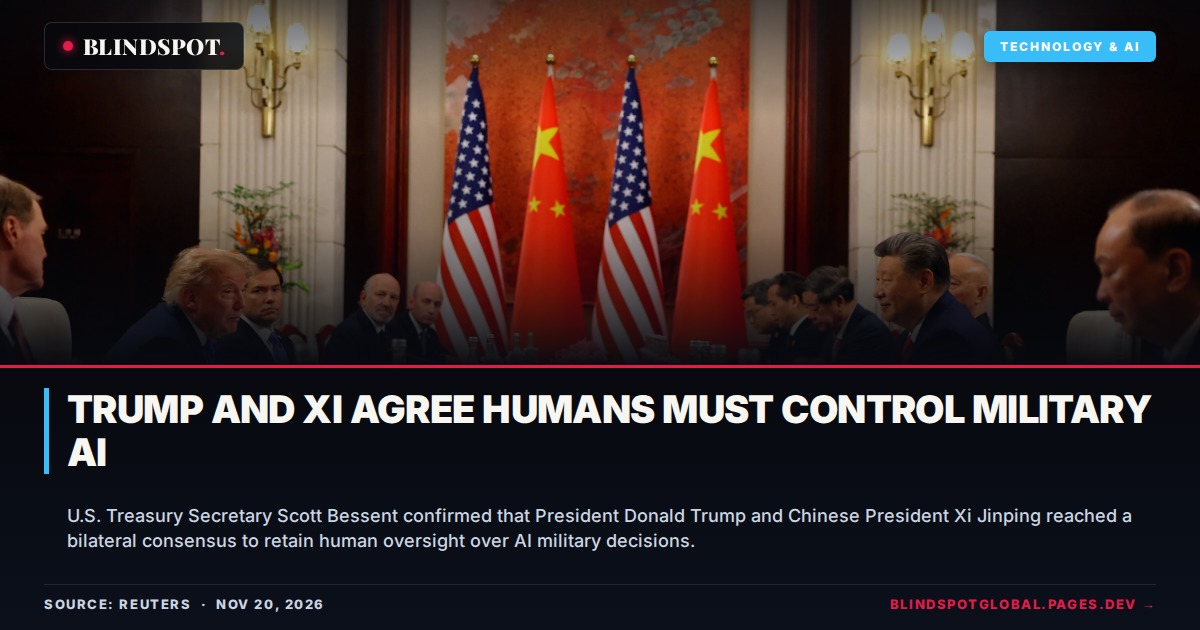 BLINDSPOT.
TECHNOLOGY & AI
TRUMP AND XI AGREE HUMANS MUST CONTROL MILITARY
AI
U.S. Treasury Secretary Scott Bessent confirmed that President Donald Trump and Chinese President Xi Jinping reached a
bilateral consensus to retain human oversight over AI military decisions.
SOURCE: REUTERS · NOV 20, 2026
BLINDSPOTGLOBAL.PAGES.DEV →